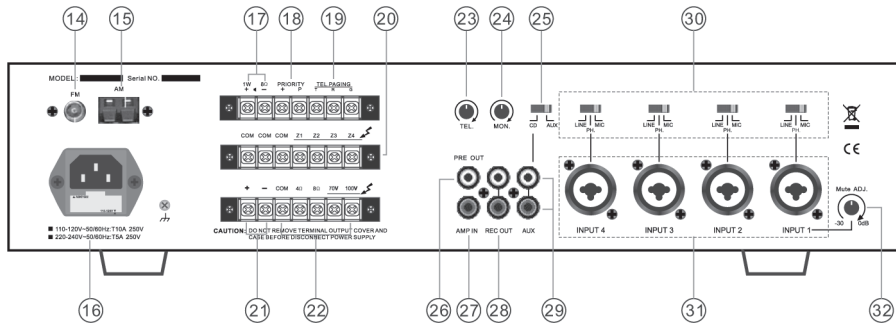 14 15 17 18 19 20 23 24 25 30
MODEL: Serial NO.
FM AM
1W 8Ω PRIORITY TEL PAGING
+ − + P T R S
COM COM COM Z1 Z2 Z3 Z4
+ − COM 4Ω 8Ω 70V 100V
CAUTION: DO NOT REMOVE TERMINAL OUTPUT COVER AND
CASE BEFORE DISCONNECT POWER SUPPLY
110-120V~50/60Hz:T10A 250V
220-240V~50/60Hz:T5A 250V
TEL. MON. CD AUX
LINE MIC LINE MIC LINE MIC LINE MIC
PH. PH. PH. PH.
CE
PRE OUT
AMP IN REC OUT AUX
INPUT 4 INPUT 3 INPUT 2 INPUT 1
Mute ADJ.
-30 0dB
16 21 22 26 27 28 29 31 32